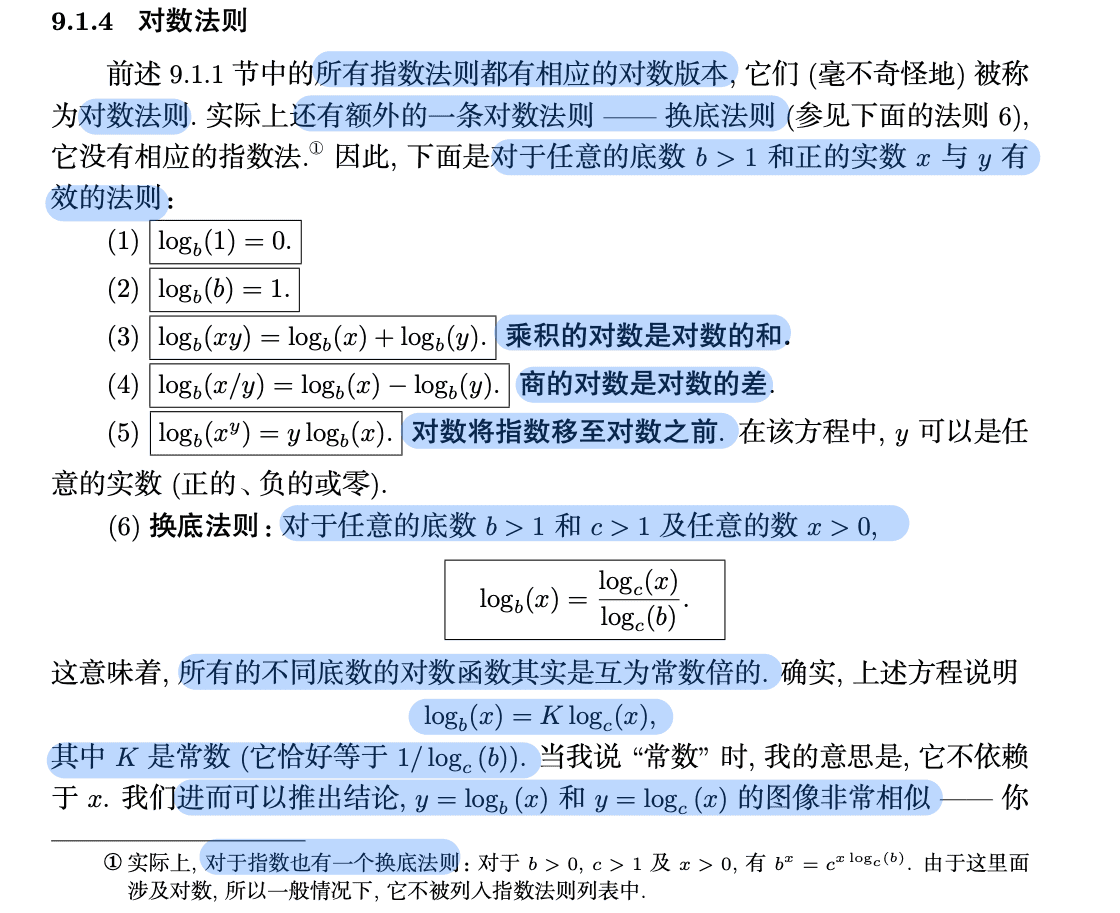 9.1.4 对数法则
前述 9.1.1 节中的所有指数法则都有相应的对数版本, 它们 (毫不奇怪地) 被称
为对数法则. 实际上还有额外的一条对数法则 —— 换底法则 (参见下面的法则 6),
它没有相应的指数法.① 因此, 下面是对于任意的底数 b > 1 和正的实数 x 与 y 有
效的法则:
(1) log_b(1) = 0.
(2) log_b(b) = 1.
(3) log_b(xy) = log_b(x) + log_b(y). 乘积的对数是对数的和.
(4) log_b(x/y) = log_b(x) − log_b(y). 商的对数是对数的差.
(5) log_b(x^y) = y log_b(x). 对数将指数移至对数之前. 在该方程中, y 可以是任
意的实数 (正的、负的或零).
(6) 换底法则: 对于任意的底数 b > 1 和 c > 1 及任意的数 x > 0,
log_b(x) = log_c(x) / log_c(b).
这意味着, 所有的不同底数的对数函数其实是互为常数倍的. 确实, 上述方程说明
log_b(x) = K log_c(x),
其中 K 是常数 (它恰好等于 1/log_c(b)). 当我说 “常数” 时, 我的意思是, 它不依赖
于 x. 我们进而可以推出结论, y = log_b(x) 和 y = log_c(x) 的图像非常相似 —— 你
① 实际上, 对于指数也有一个换底法则: 对于 b > 0, c > 1 及 x > 0, 有 b^x = c^(x log_c(b)). 由于这里面
涉及对数, 所以一般情况下, 它不被列入指数法则列表中.